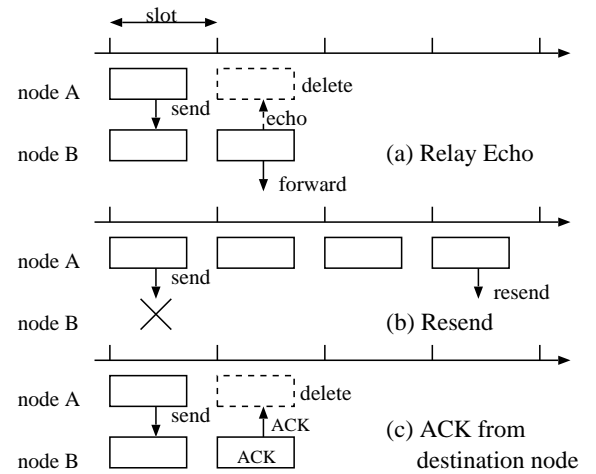 slot
node A
delete
send
echo
node B
(a) Relay Echo
forward
node A
send
resend
node B
(b) Resend
node A
delete
send
ACK
(c) ACK from
node B
ACK
destination node